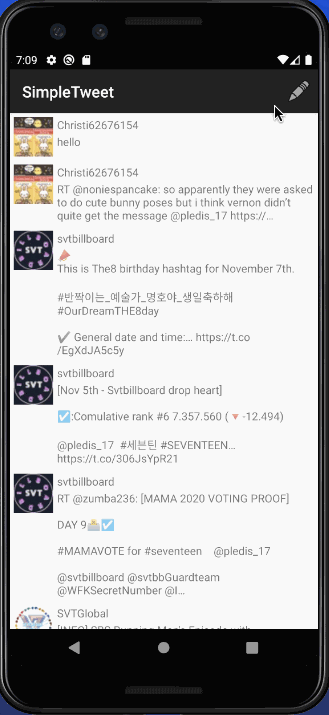 7:09
SimpleTweet
Christi62676154
hello
Christi62676154
RT @noniespancake: so apparently they were asked
to do cute bunny poses but i think vernon didn't
quite get the message @pledis_17 https://…
svtbillboard
📣
This is The8 birthday hashtag for November 7th.
#반짝이는_예술가_명호야_생일축하해
#OurDreamTHE8day
✔️ General date and time:… https://t.co
/EgXdJA5c5y
svtbillboard
[Nov 5th - Svtbillboard drop heart]
☑️:Comulative rank #6 7.357.560 (🔻-12.494)
@pledis_17 #세븐틴 #SEVENTEEN…
https://t.co/306JsYpR21
svtbillboard
RT @zumba236: [MAMA 2020 VOTING PROOF]
DAY 9🗳️☑️
#MAMAVOTE for #seventeen @pledis_17
@svtbillboard @svtbbGuardteam
@WFKSecretNumber @I…
SVTGlobal
SVT
SVT
SVT